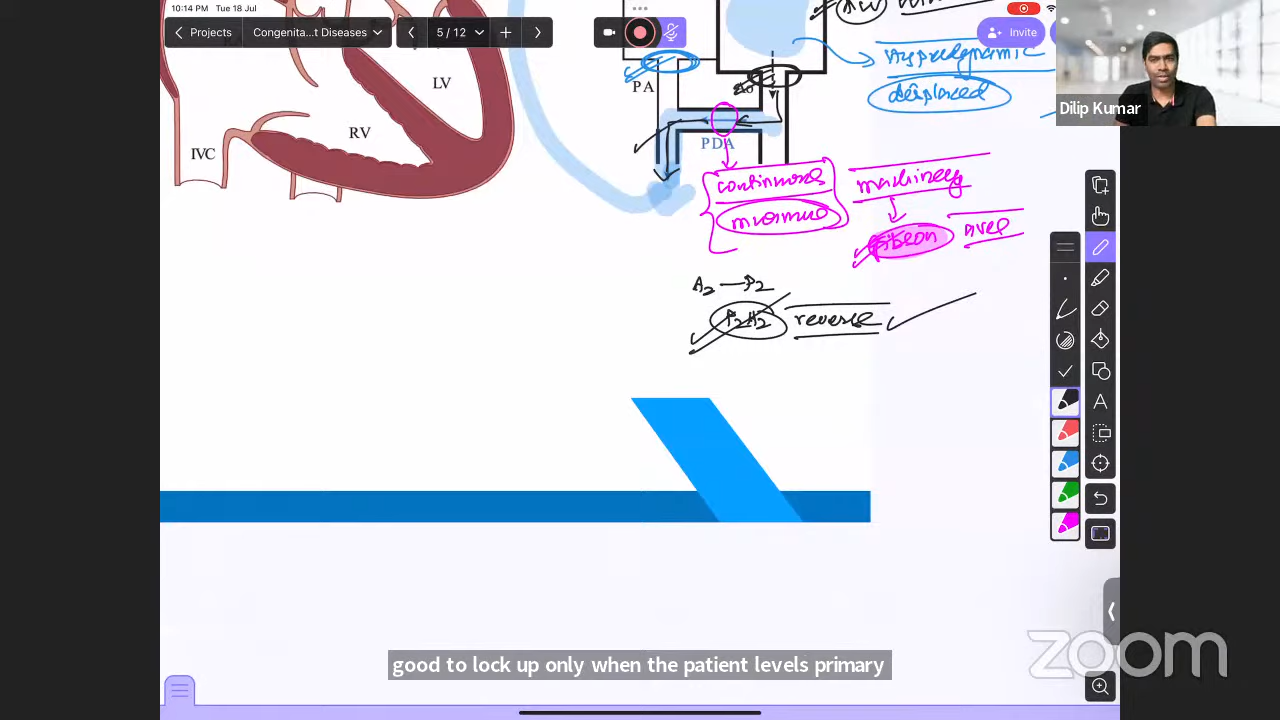 10:14 PM Tue 18 Jul
Projects
Congenita...t Diseases
5 / 12
Invite
Dilip Kumar
LV
RV
IVC
PA
Ao
PDA
hyperdynamic
displaced
continuous
murmur
machinery
A2 — P2
P2 A2 reverse
good to lock up only when the patient levels primary
zoom